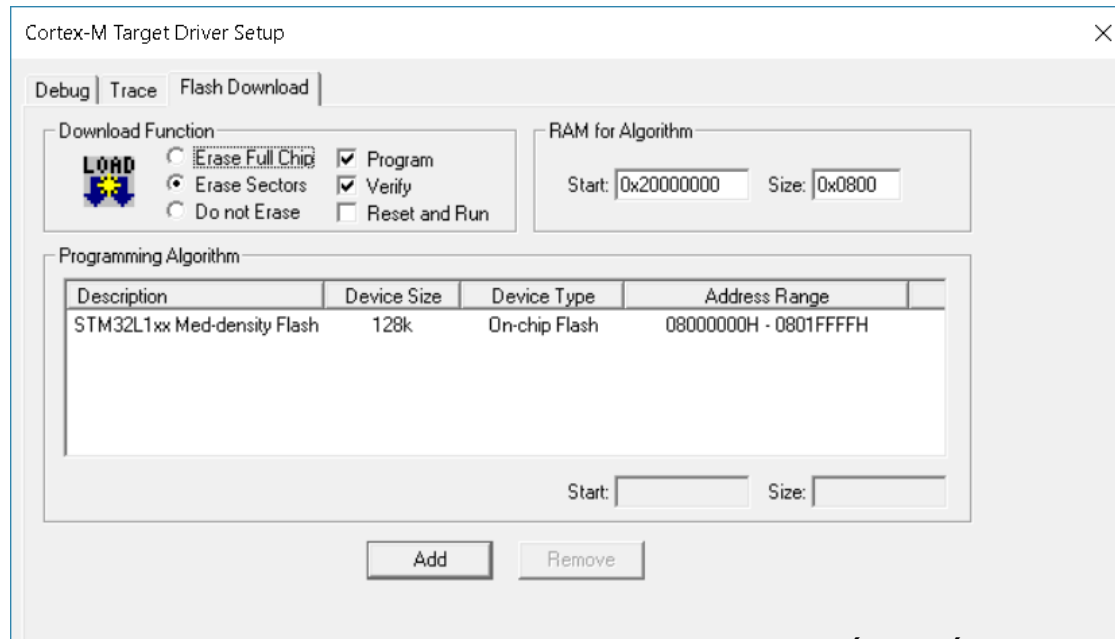 Cortex-M Target Driver Setup
Debug Trace Flash Download
Download Function
LOAD
Erase Full Chip
Erase Sectors
Do not Erase
Program
Verify
Reset and Run
RAM for Algorithm
Start: 0x20000000 Size: 0x0800
Programming Algorithm
Description Device Size Device Type Address Range
STM32L1xx Med-density Flash 128k On-chip Flash 08000000H - 0801FFFFH
Start: Size:
Add Remove